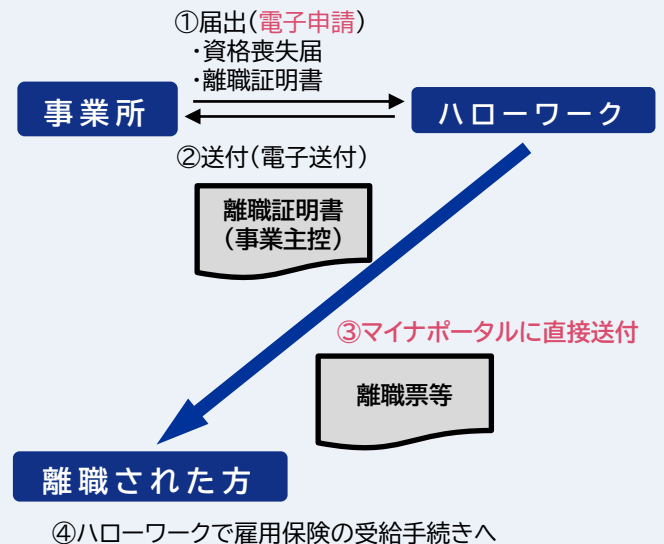 ①届出(電子申請)
・資格喪失届
・離職証明書
事業所
ハローワーク
②送付(電子送付)
離職証明書
(事業主控)
③マイナポータルに直接送付
離職票等
離職された方
④ハローワークで雇用保険の受給手続きへ